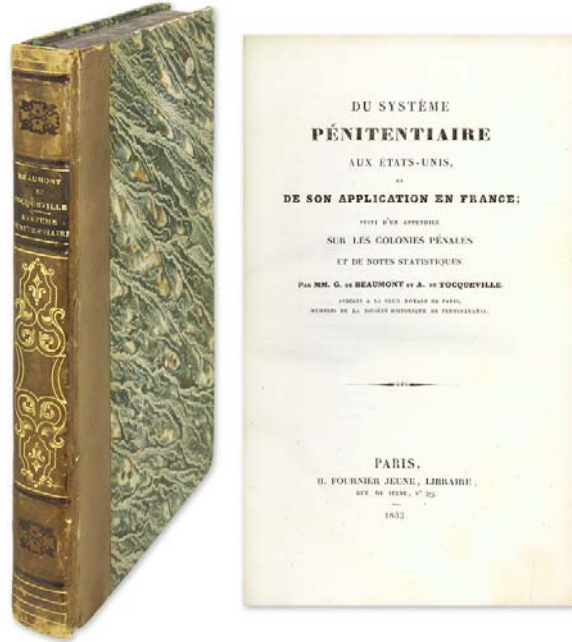 BEAUMONT
ET
TOCQUEVILLE
SYSTÈME
PÉNITENTIAIRE
DU SYSTÈME
PÉNITENTIAIRE
AUX ÉTATS-UNIS,
ET
DE SON APPLICATION EN FRANCE;
SUIVI D'UN APPENDICE
SUR LES COLONIES PÉNALES
ET DE NOTES STATISTIQUES.
PAR MM. G. DE BEAUMONT ET A. DE TOCQUEVILLE.
AVOCATS A LA COUR ROYALE DE PARIS,
MEMBRES DE LA SOCIÉTÉ HISTORIQUE DE PENNSYLVANIE.
PARIS,
H. FOURNIER JEUNE, LIBRAIRE,
RUE DE SEINE, N° 29.
1833